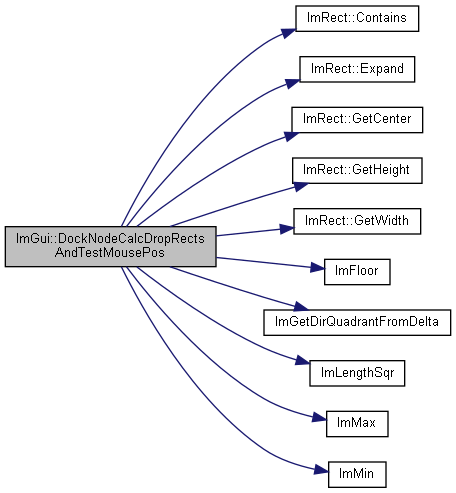 ImGui::DockNodeCalcDropRects
AndTestMousePos
ImRect::Contains
ImRect::Expand
ImRect::GetCenter
ImRect::GetHeight
ImRect::GetWidth
ImFloor
ImGetDirQuadrantFromDelta
ImLengthSqr
ImMax
ImMin